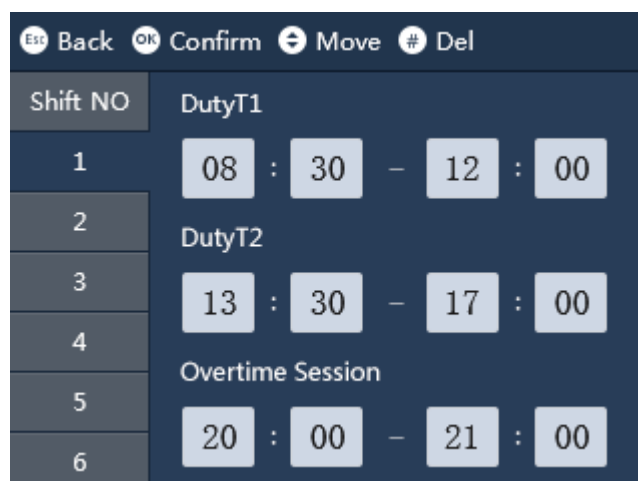 Esc Back OK Confirm Move # Del
Shift NO
1
2
3
4
5
6
DutyT1
08 : 30 – 12 : 00
DutyT2
13 : 30 – 17 : 00
Overtime Session
20 : 00 – 21 : 00